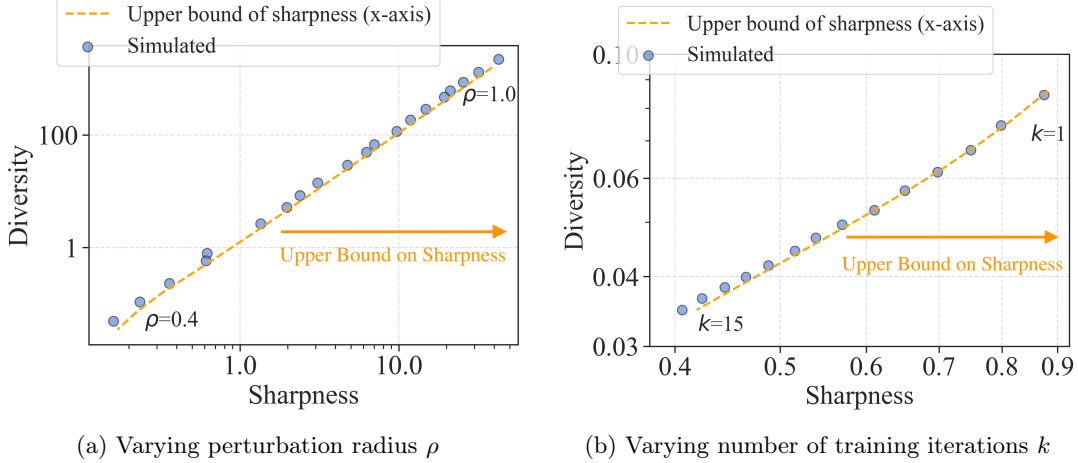 Upper bound of sharpness (x-axis)
Simulated
100
1
Diversity
ρ=1.0
Upper Bound on Sharpness
ρ=0.4
1.0
10.0
Sharpness
(a) Varying perturbation radius ρ
Upper bound of sharpness (x-axis)
Simulated
0.10
0.06
0.04
0.03
Diversity
k=1
Upper Bound on Sharpness
k=15
0.4
0.5
0.6
0.7
0.8
0.9
Sharpness
(b) Varying number of training iterations k